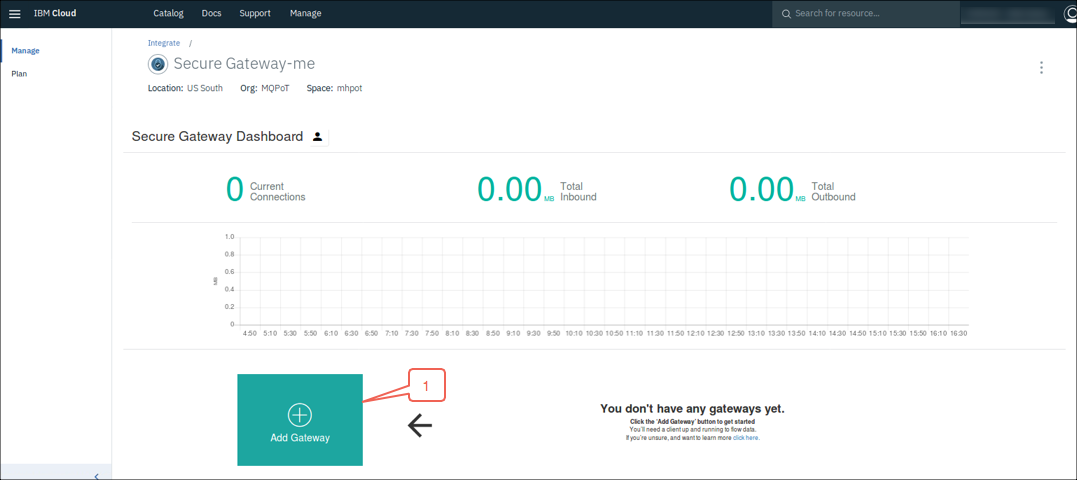 IBM Cloud Catalog Docs Support Manage Search for resource...
Manage
Plan
Integrate /
Secure Gateway-me
Location: US South Org: MQPoT Space: mhpot
Secure Gateway Dashboard
0 Current Connections
0.00 MB Total Inbound
0.00 MB Total Outbound
1.0
0.8
0.6
MB
0.4
0.2
0
4:50 5:10 5:30 5:50 6:10 6:30 6:50 7:10 7:30 7:50 8:10 8:30 8:50 9:10 9:30 9:50 10:10 10:30 10:50 11:10 11:30 11:50 12:10 12:30 12:50 13:10 13:30 13:50 14:10 14:30 14:50 15:10 15:30 15:50 16:10 16:30
1
Add Gateway
You don't have any gateways yet.
Click the 'Add Gateway' button to get started
You'll need a client up and running to flow data.
If you're unsure, and want to learn more click here.